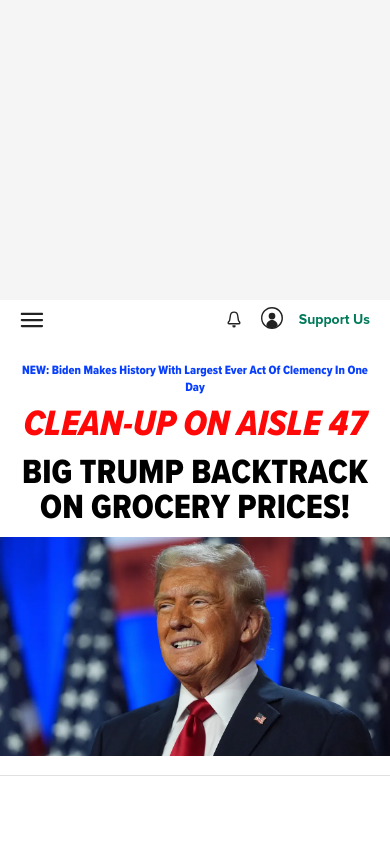 Support Us
NEW: Biden Makes History With Largest Ever Act Of Clemency In One
Day
CLEAN-UP ON AISLE 47
BIG TRUMP BACKTRACK
ON GROCERY PRICES!